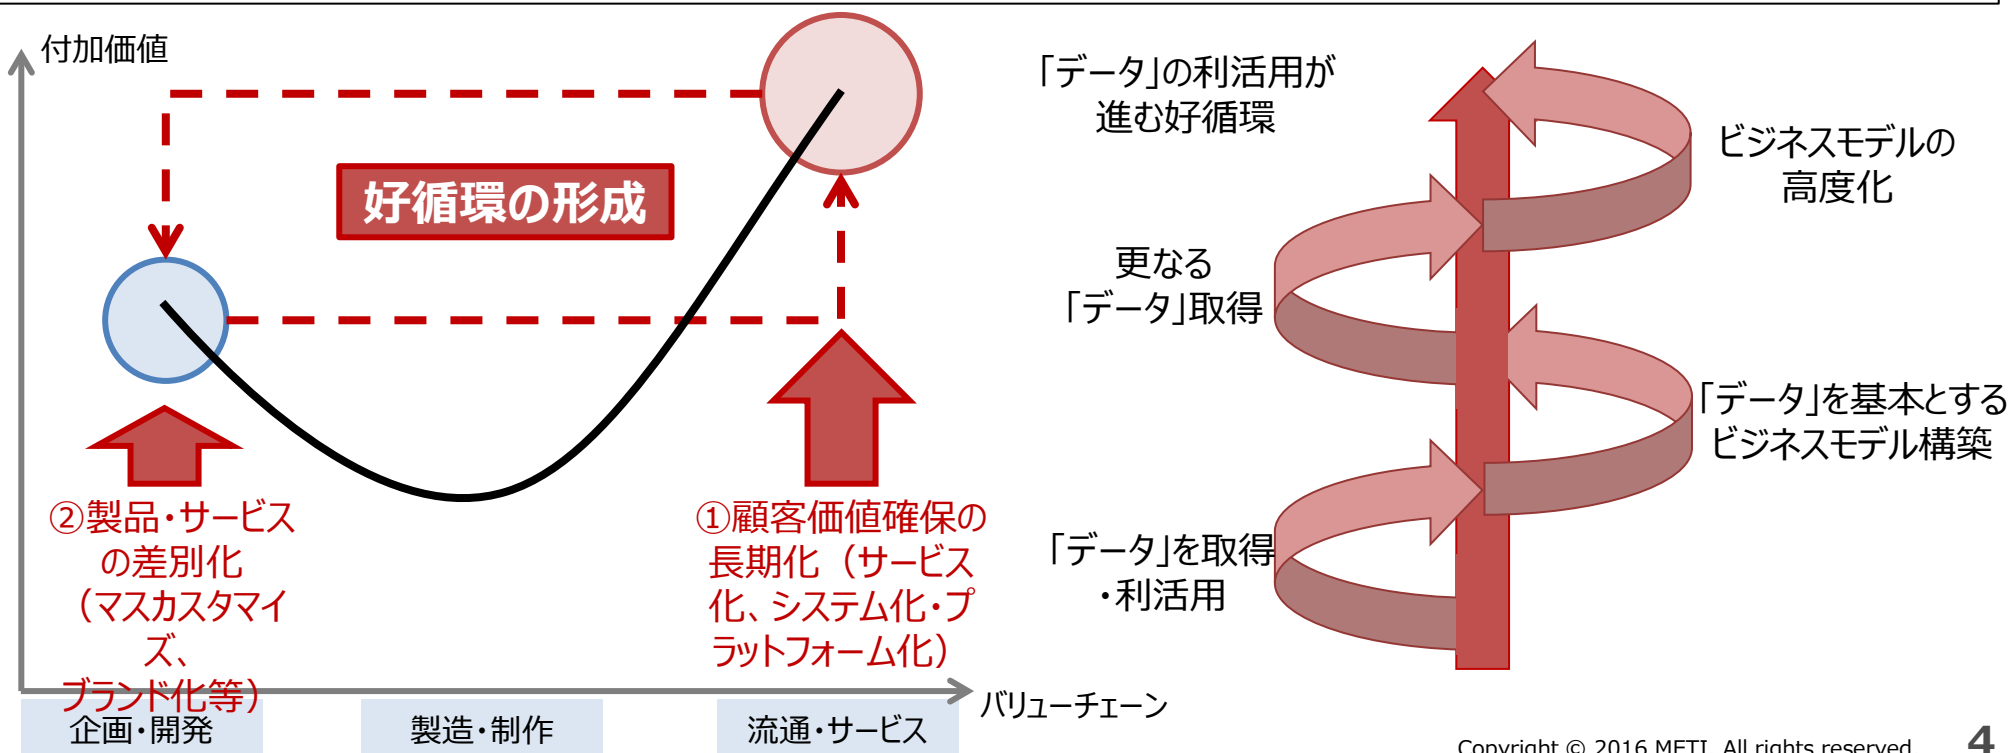 付加価値
好循環の形成
②製品・サービス
の差別化
（マスカスタマイ
ズ、
ブランド化等）
①顧客価値確保の
長期化（サービス
化、システム化・プ
ラットフォーム化）
バリューチェーン
企画・開発
製造・制作
流通・サービス
「データ」の利活用が
進む好循環
ビジネスモデルの
高度化
更なる
「データ」取得
「データ」を基本とする
ビジネスモデル構築
「データ」を取得
・利活用
Copyright © 2016 METI. All rights reserved
4